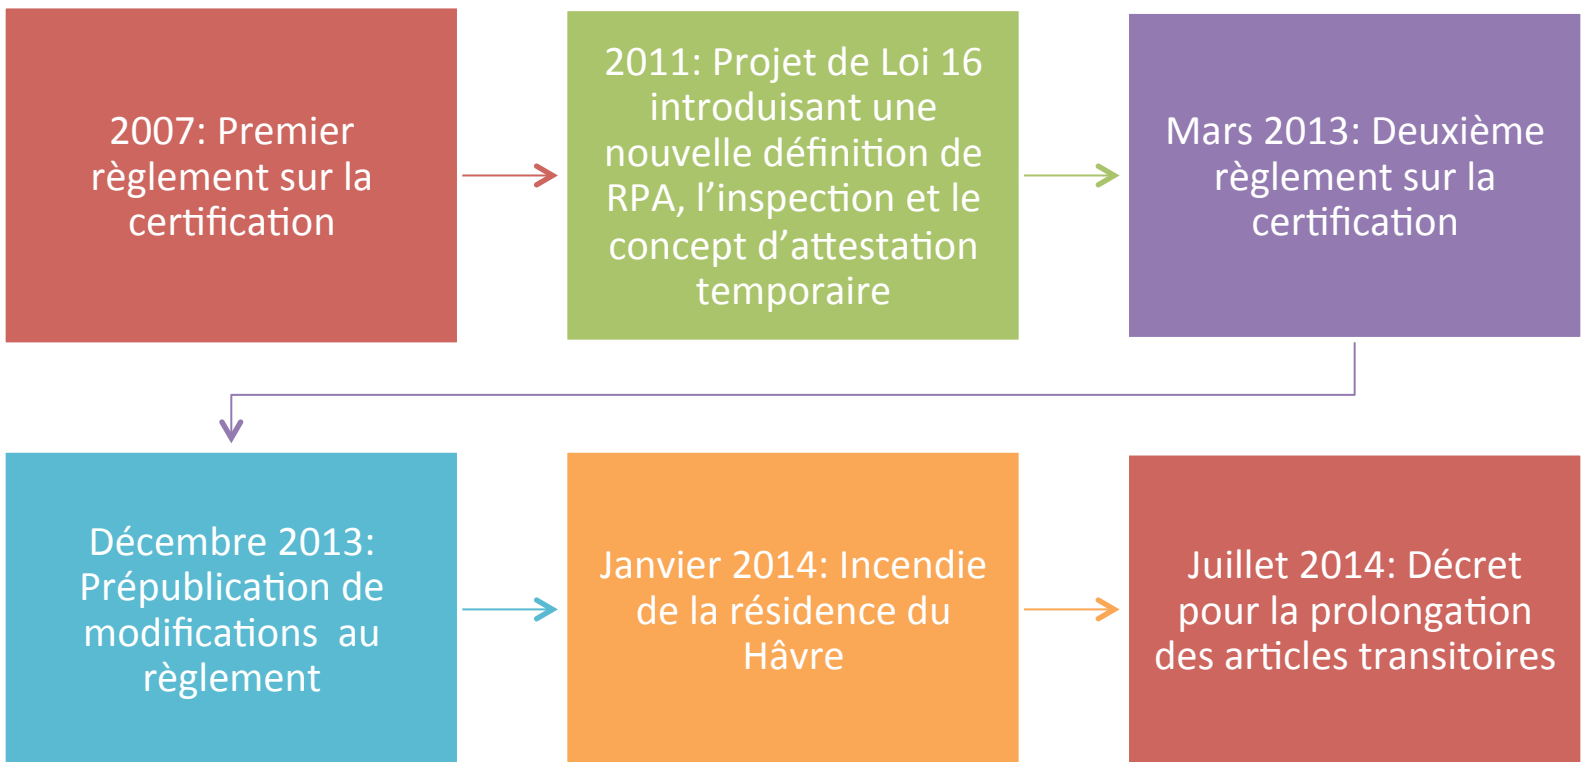 2007: Premier
règlement sur la
certification
2011: Projet de Loi 16
introduisant une
nouvelle définition de
RPA, l’inspection et le
concept d’attestation
temporaire
Mars 2013: Deuxième
règlement sur la
certification
Décembre 2013:
Prépublication de
modifications  au
règlement
Janvier 2014: Incendie
de la résidence du
Hâvre
Juillet 2014: Décret
pour la prolongation
des articles transitoires